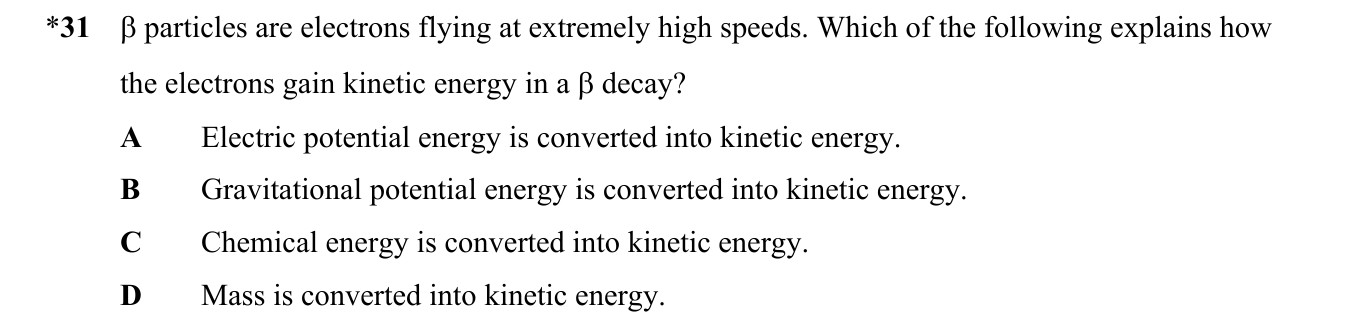 *31 β particles are electrons flying at extremely high speeds. Which of the following explains how
the electrons gain kinetic energy in a β decay?
A Electric potential energy is converted into kinetic energy.
B Gravitational potential energy is converted into kinetic energy.
C Chemical energy is converted into kinetic energy.
D Mass is converted into kinetic energy.